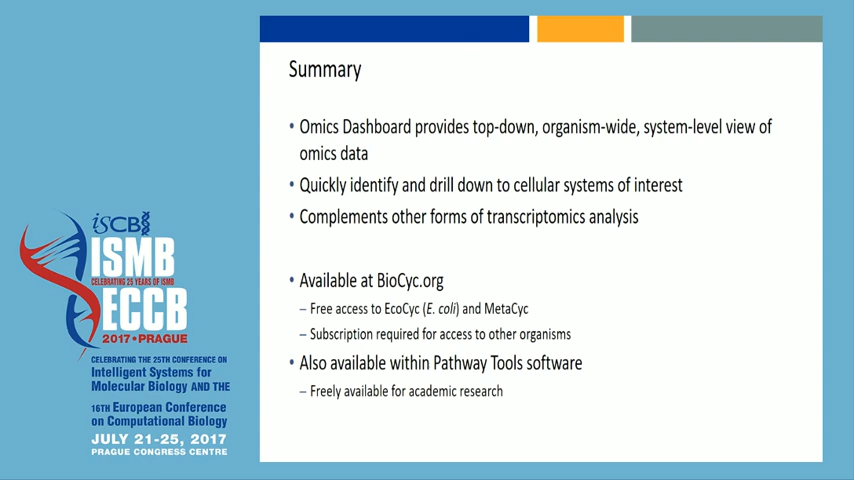 Summary
• Omics Dashboard provides top-down, organism-wide, system-level view of
omics data
• Quickly identify and drill down to cellular systems of interest
• Complements other forms of transcriptomics analysis
• Available at BioCyc.org
– Free access to EcoCyc (E. coli) and MetaCyc
– Subscription required for access to other organisms
• Also available within Pathway Tools software
– Freely available for academic research
iSCB
ISMB
CELEBRATING 25 YEARS OF ISMB
ECCB
2017 • PRAGUE
CELEBRATING THE 25TH CONFERENCE ON
Intelligent Systems for
Molecular Biology AND THE
16TH European Conference
on Computational Biology
JULY 21-25, 2017
PRAGUE CONGRESS CENTRE